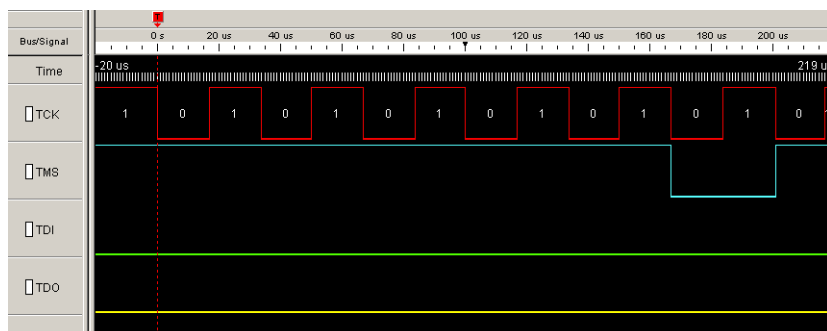 T
Bus/Signal 0 s 20 us 40 us 60 us 80 us 100 us 120 us 140 us 160 us 180 us 200 us
Time -20 us 219 u
TCK 1 0 1 0 1 0 1 0 1 0 1 0
TMS
TDI
TDO